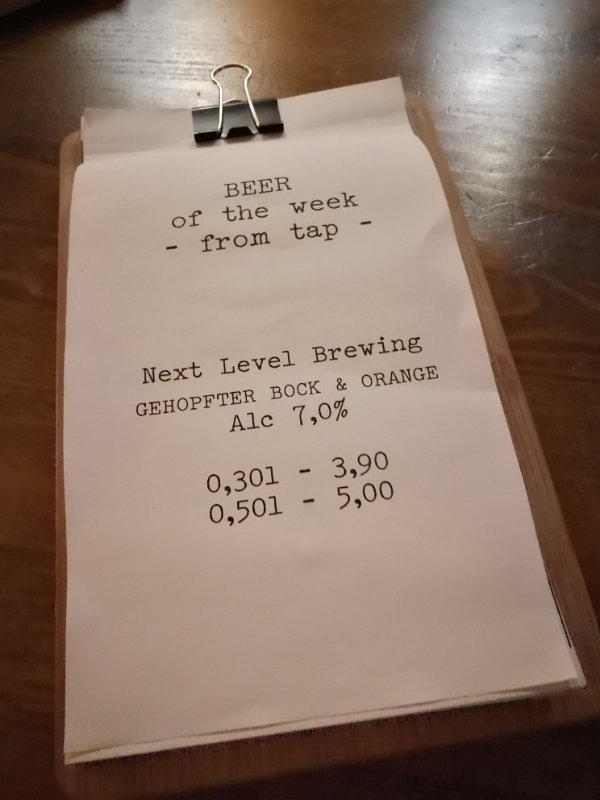 BEER
of the week
- from tap -
Next Level Brewing
GEHOPFTER BOCK & ORANGE
Alc 7,0%
0,30l - 3,90
0,50l - 5,00